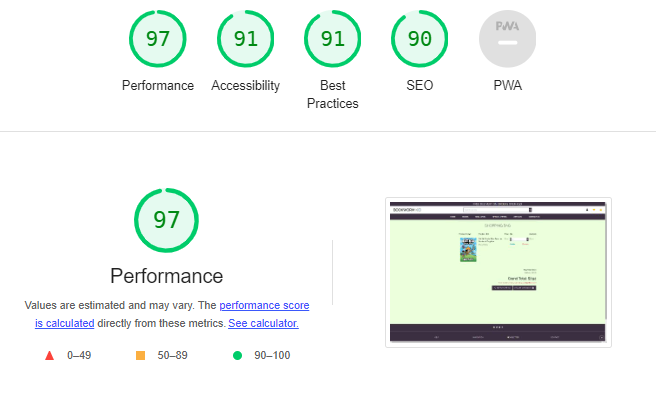 97
91
91
90
PWA
Performance
Accessibility
Best
Practices
SEO
PWA
97
Performance
Values are estimated and may vary. The performance score
is calculated directly from these metrics. See calculator.
0–49
50–89
90–100